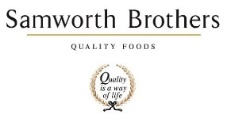 Samworth Brothers
QUALITY FOODS
Quality
is a way
of life